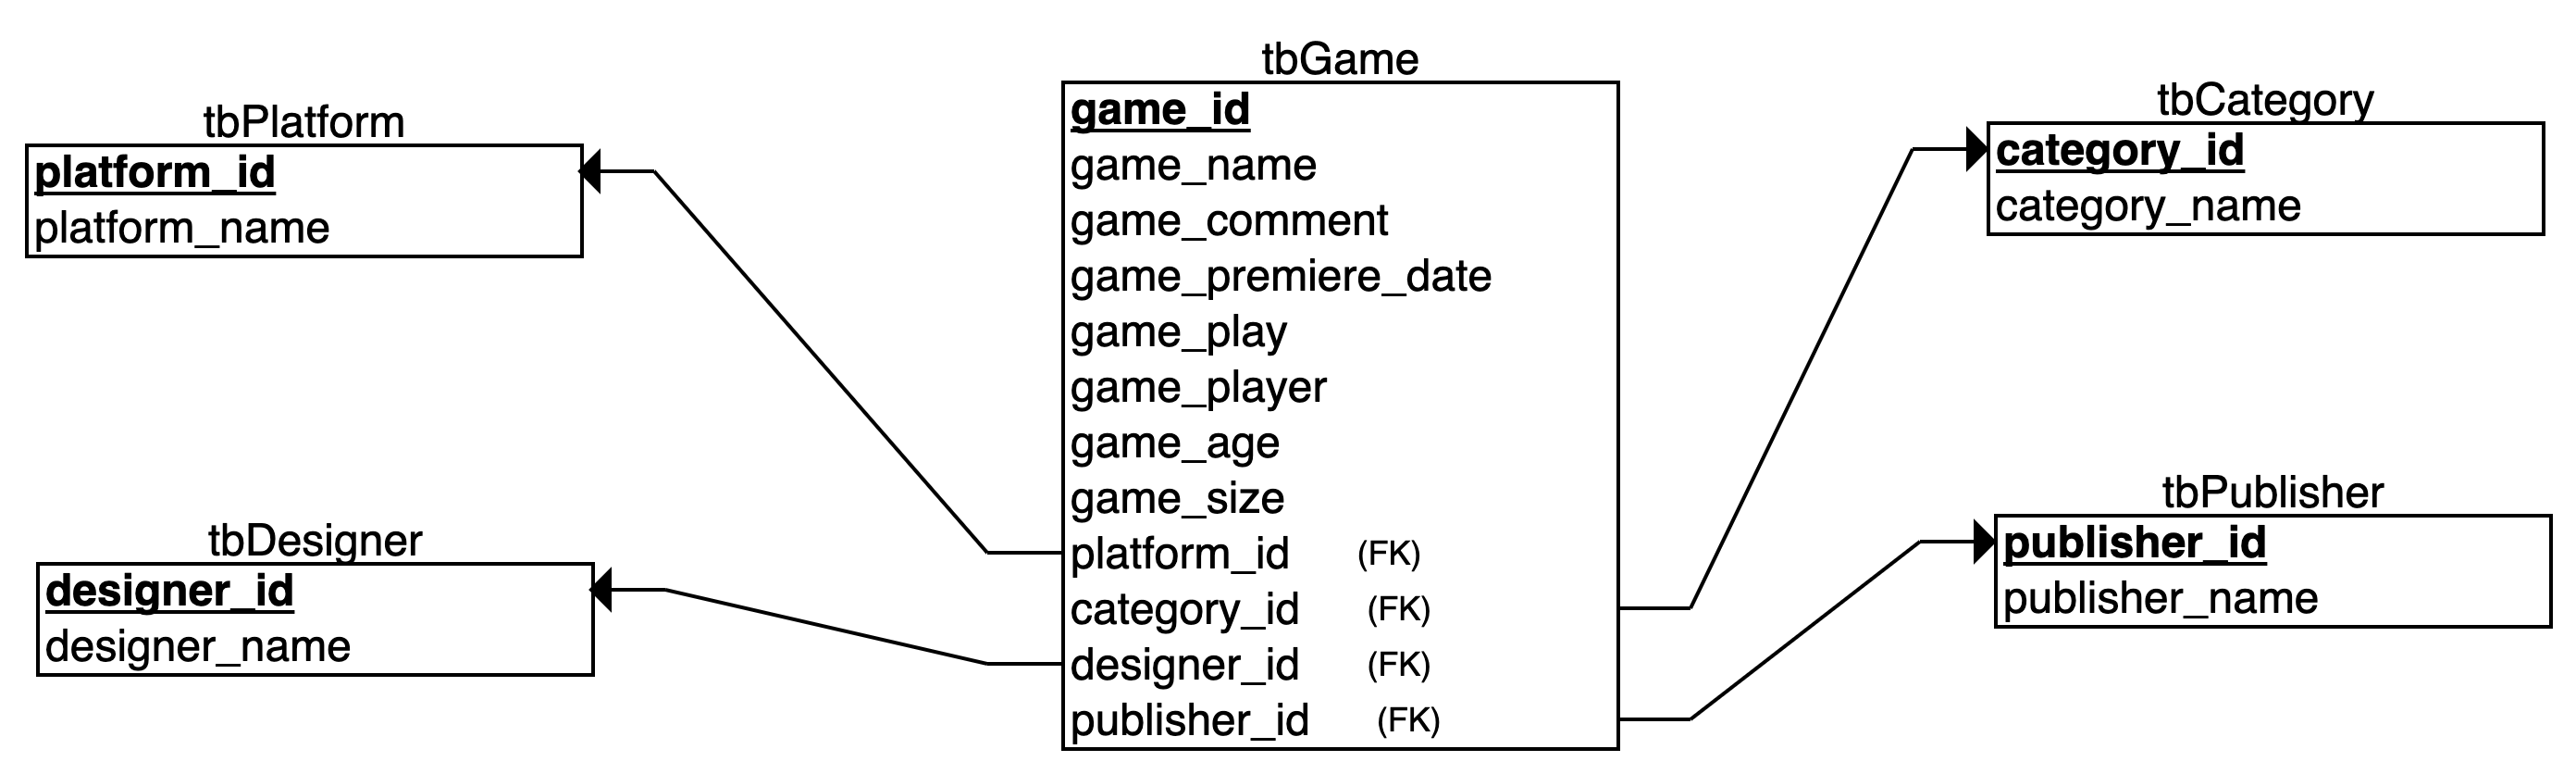 tbPlatform
platform_id
platform_name
tbDesigner
designer_id
designer_name
tbGame
game_id
game_name
game_comment
game_premiere_date
game_play
game_player
game_age
game_size
platform_id (FK)
category_id (FK)
designer_id (FK)
publisher_id (FK)
tbCategory
category_id
category_name
tbPublisher
publisher_id
publisher_name